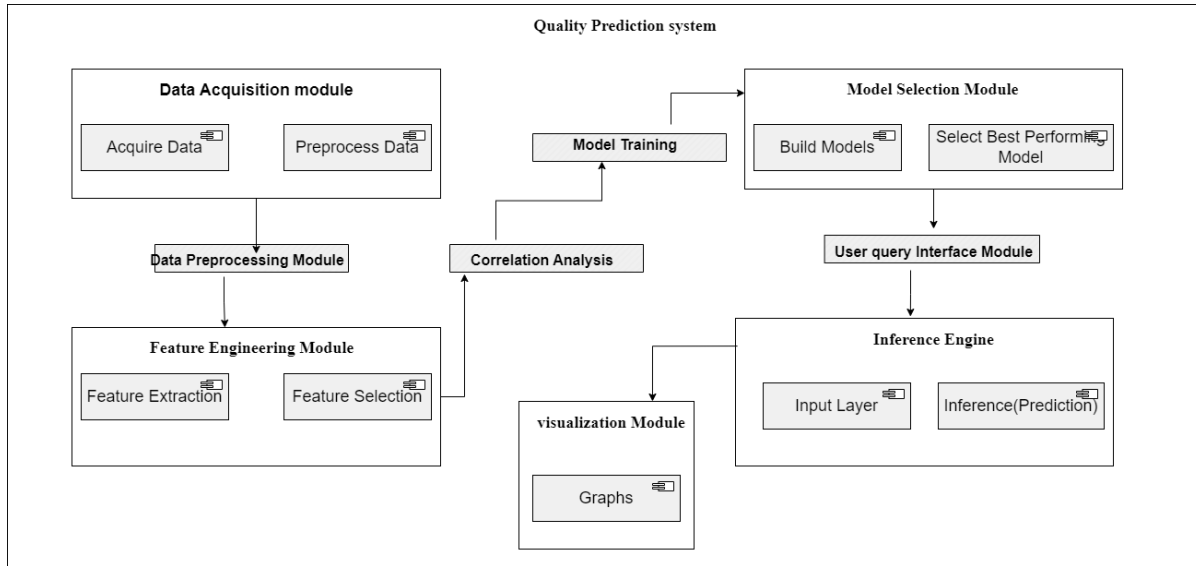 Quality Prediction system
Data Acquisition module
Acquire Data
Preprocess Data
Data Preprocessing Module
Feature Engineering Module
Feature Extraction
Feature Selection
Correlation Analysis
Model Training
Model Selection Module
Build Models
Select Best Performing
Model
User query Interface Module
Inference Engine
Input Layer
Inference(Prediction)
visualization Module
Graphs